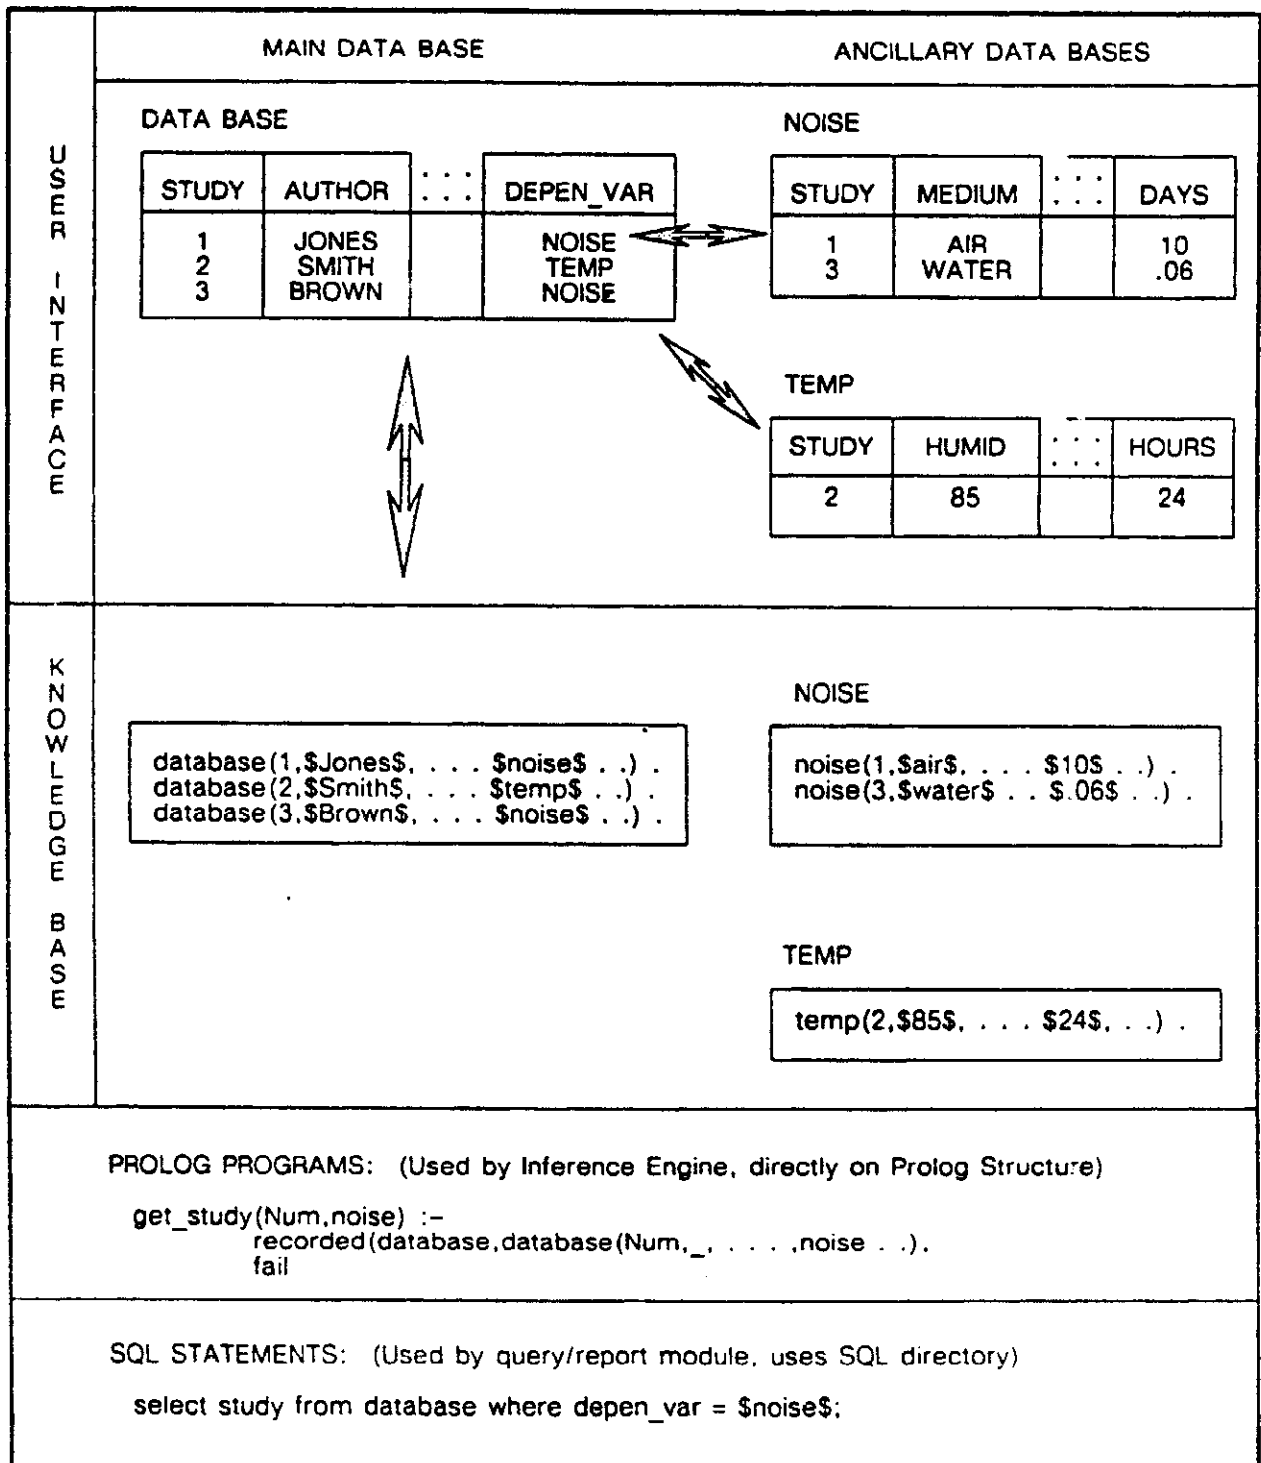 MAIN DATA BASE
ANCILLARY DATA BASES
USER INTERFACE
DATA BASE
STUDY AUTHOR . . . . . . DEPEN_VAR
1 JONES NOISE
2 SMITH TEMP
3 BROWN NOISE
NOISE
STUDY MEDIUM . . . . . . DAYS
1 AIR 10
3 WATER .06
TEMP
STUDY HUMID . . . . . . HOURS
2 85 24
KNOWLEDGE BASE
database(1,$Jones$, . . . . $noise$ . .) .
database(2,$Smith$, . . . . $temp$ . .) .
database(3,$Brown$, . . . . $noise$ . .) .
NOISE
noise(1,$air$, . . . . $10$ . .) .
noise(3,$water$ . . $.06$ . .) .
TEMP
temp(2,$85$, . . . . $24$, . .) .
PROLOG PROGRAMS: (Used by Inference Engine, directly on Prolog Structure)
get_study(Num,noise) :-
recorded(database,database(Num,_, . . . . ,noise . .),
fail
SQL STATEMENTS: (Used by query/report module, uses SQL directory)
select study from database where depen_var = $noise$;